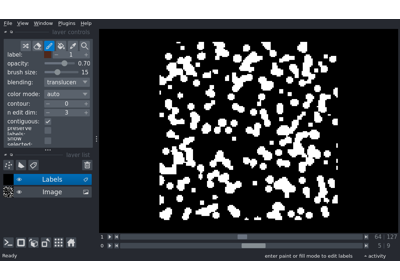 File View Window Plugins Help
layer controls
label: 1
opacity: 0.70
brush size: 15
blending: translucen
color mode: auto
contour: 0
n edit dim: 3
contiguous:
preserve labels:
show selected:
layer list
Labels
Image
1 64 127
0 5 9
Ready enter paint or fill mode to edit labels activity